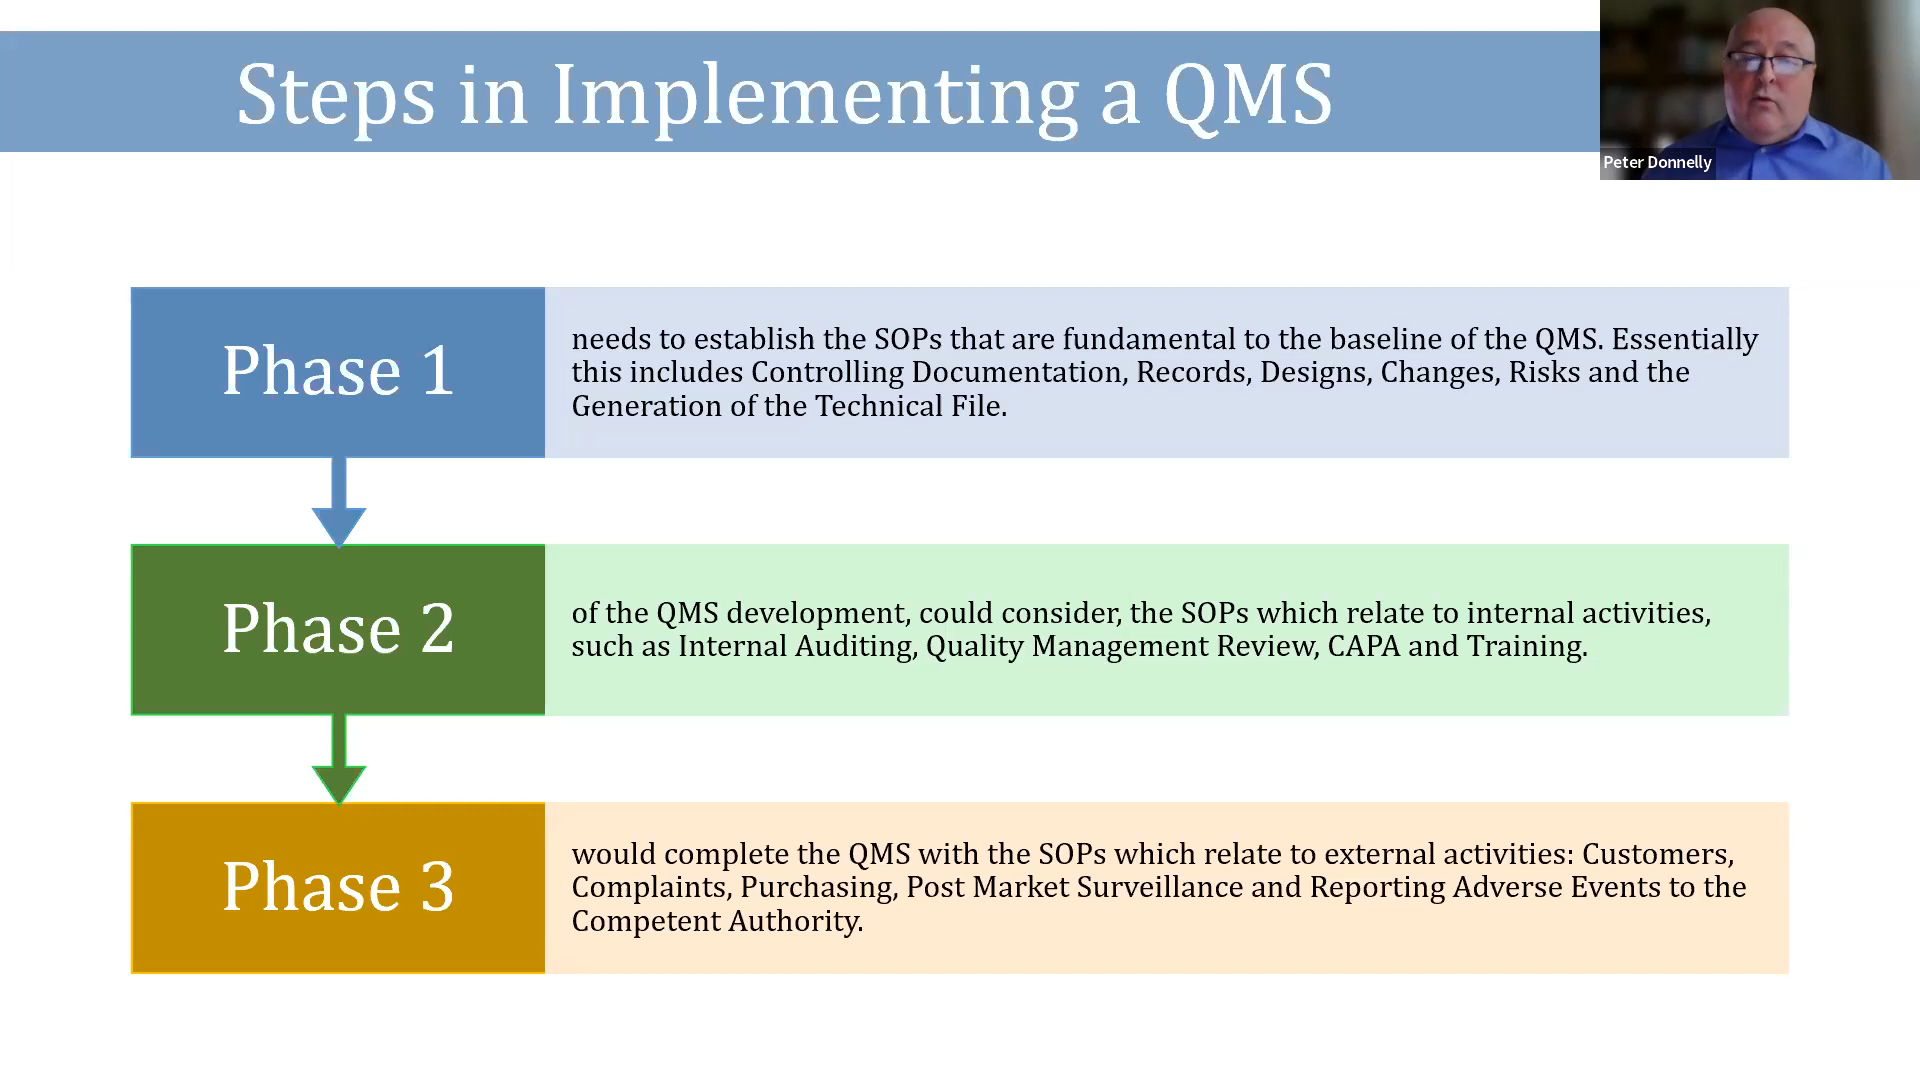 Steps in Implementing a QMS
Peter Donnelly
Phase 1
needs to establish the SOPs that are fundamental to the baseline of the QMS. Essentially
this includes Controlling Documentation, Records, Designs, Changes, Risks and the
Generation of the Technical File.
Phase 2
of the QMS development, could consider, the SOPs which relate to internal activities,
such as Internal Auditing, Quality Management Review, CAPA and Training.
Phase 3
would complete the QMS with the SOPs which relate to external activities: Customers,
Complaints, Purchasing, Post Market Surveillance and Reporting Adverse Events to the
Competent Authority.